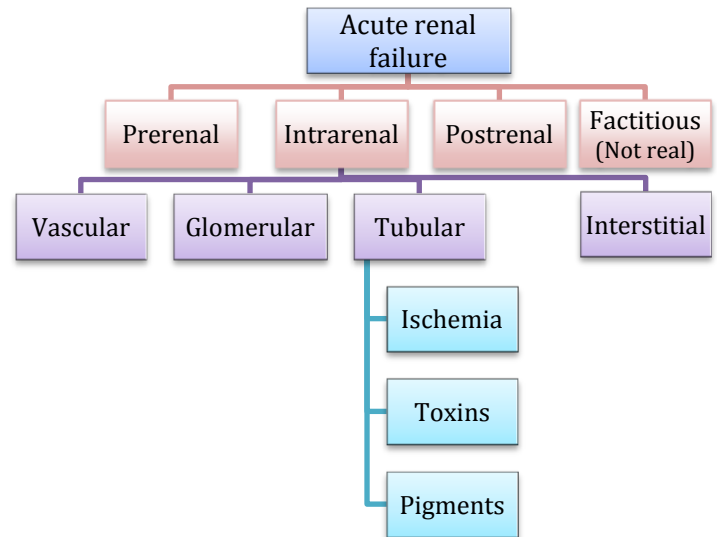 Acute renal
failure
Prerenal
Intrarenal
Postrenal
Factitious
(Not real)
Vascular
Glomerular
Tubular
Interstitial
Ischemia
Toxins
Pigments